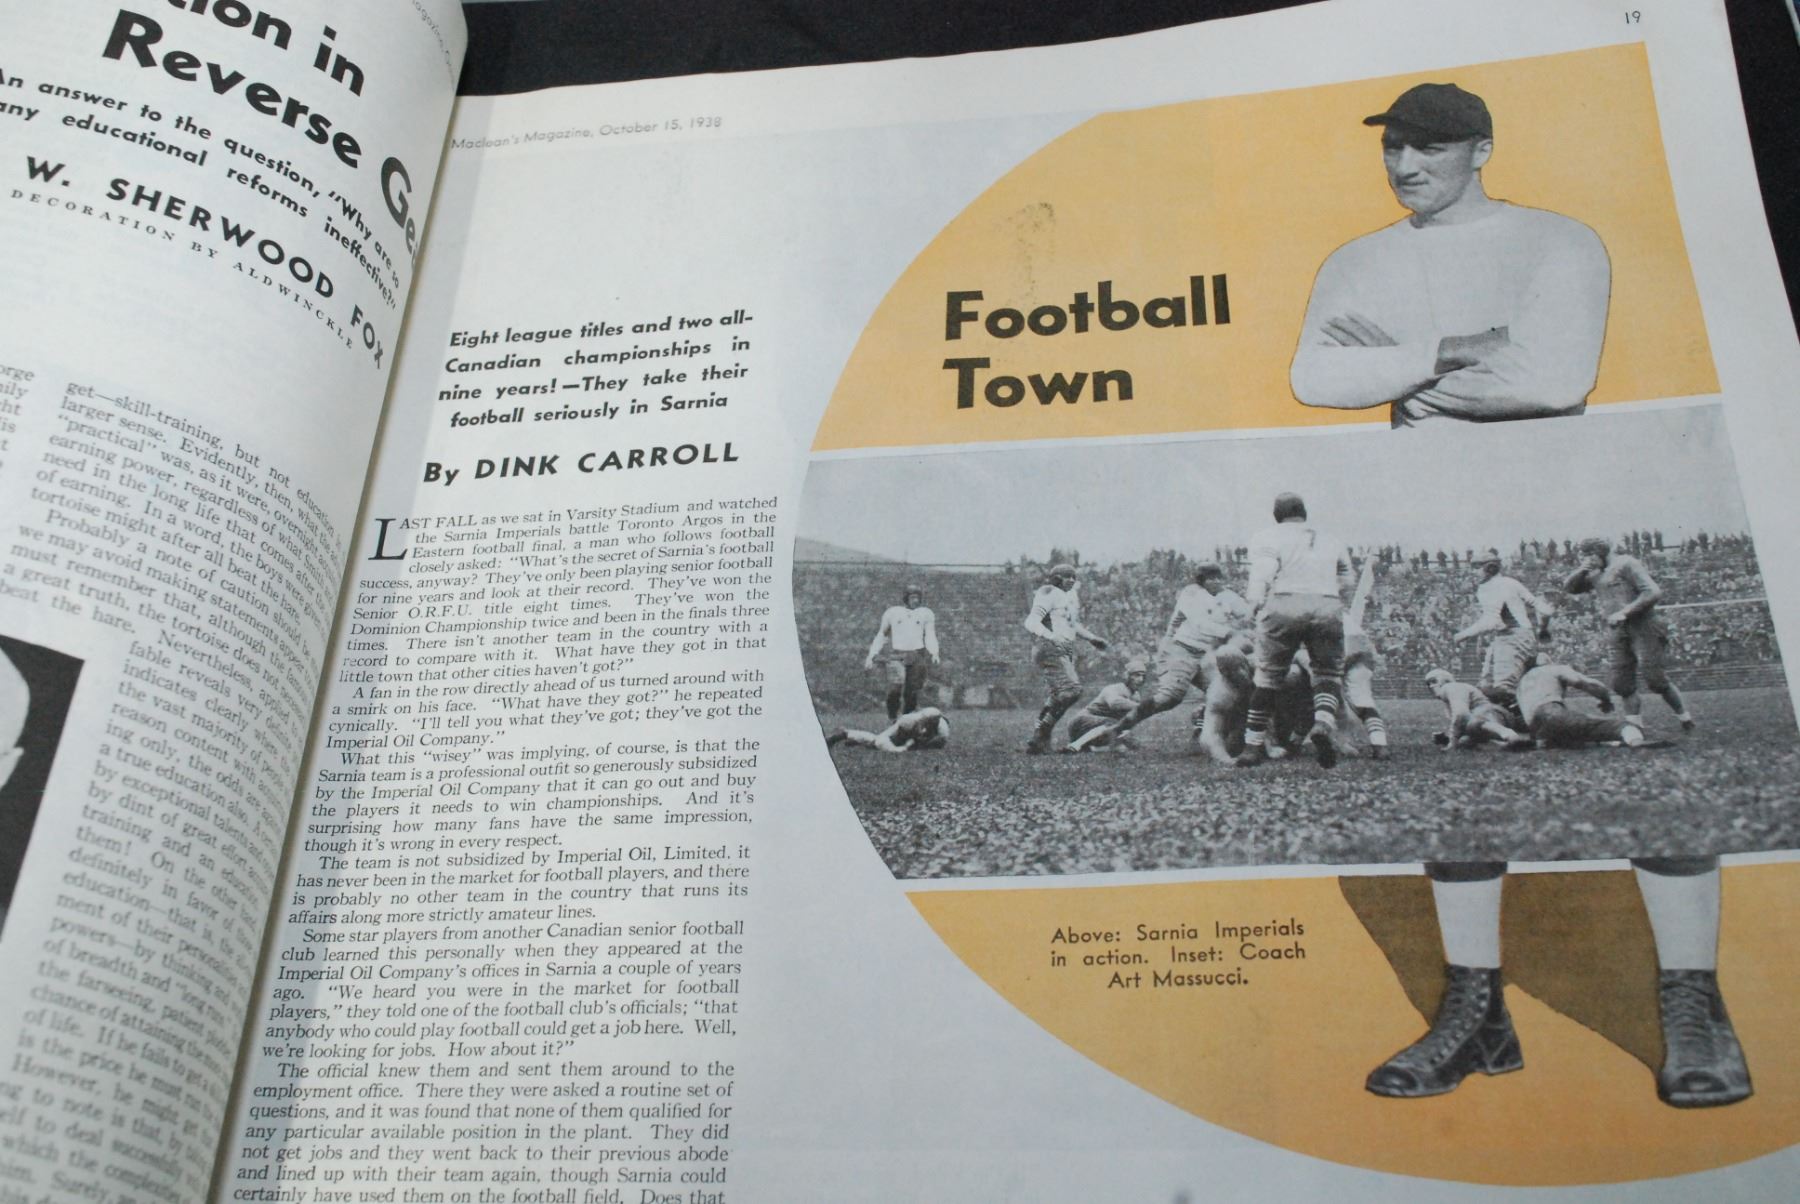 tion in
Reverse
An answer to the question, "Why are so
many educational reforms ineffective?"
W. SHERWOOD FOX
DECORATION BY ALDWINCKLE
get—skill-training, but not
larger sense. Evidently, then, what the
"practical" was, as it were, overnight
earning power, regardless of what
need in the long life that comes after the
of earning. In a word, the boys were given
tortoise might after all beat the hare.
Probably a note of caution should be
we may avoid making statements
must remember that, although the
a great truth, the tortoise does not
beat the hare. Nevertheless, applied
fable reveals very
indicates clearly where the
the vast majority of people
reason content with
ing only, the odds are against
a true education also.
by exceptional talents and
by dint of great effort,
training and an education,
them! On the other
definitely in favor of those
education—that is, the
ment of their personalities
powers—by thinking and
of breadth and "long run"
the farseeing, patient
chance of attaining the
of life. If he fails to get a
is the price he must
However, he might
to note is that, by
to deal successfully
which the complexities
him. Surely,
19
Maclean's Magazine, October 15, 1938
Football
Town
Eight league titles and two all-
Canadian championships in
nine years!—They take their
football seriously in Sarnia
By DINK CARROLL
LAST FALL as we sat in Varsity Stadium and watched
the Sarnia Imperials battle Toronto Argos in the
Eastern football final, a man who follows football
closely asked: "What's the secret of Sarnia's football
success, anyway? They've only been playing senior football
for nine years and look at their record. They've won the
Senior O.R.F.U. title eight times. They've won the
Dominion Championship twice and been in the finals three
times. There isn't another team in the country with a
record to compare with it. What have they got in that
little town that other cities haven't got?"
A fan in the row directly ahead of us turned around with
a smirk on his face. "What have they got?" he repeated
cynically. "I'll tell you what they've got; they've got the
Imperial Oil Company."
What this "wisey" was implying, of course, is that the
Sarnia team is a professional outfit so generously subsidized
by the Imperial Oil Company that it can go out and buy
the players it needs to win championships. And it's
surprising how many fans have the same impression,
though it's wrong in every respect.
The team is not subsidized by Imperial Oil, Limited, it
has never been in the market for football players, and there
is probably no other team in the country that runs its
affairs along more strictly amateur lines.
Some star players from another Canadian senior football
club learned this personally when they appeared at the
Imperial Oil Company's offices in Sarnia a couple of years
ago. "We heard you were in the market for football
players," they told one of the football club's officials; "that
anybody who could play football could get a job here. Well,
we're looking for jobs. How about it?"
The official knew them and sent them around to the
employment office. There they were asked a routine set of
questions, and it was found that none of them qualified for
any particular available position in the plant. They did
not get jobs and they went back to their previous abode
and lined up with their team again, though Sarnia could
certainly have used them on the football field. Does that
Above: Sarnia Imperials
in action. Inset: Coach
Art Massucci.